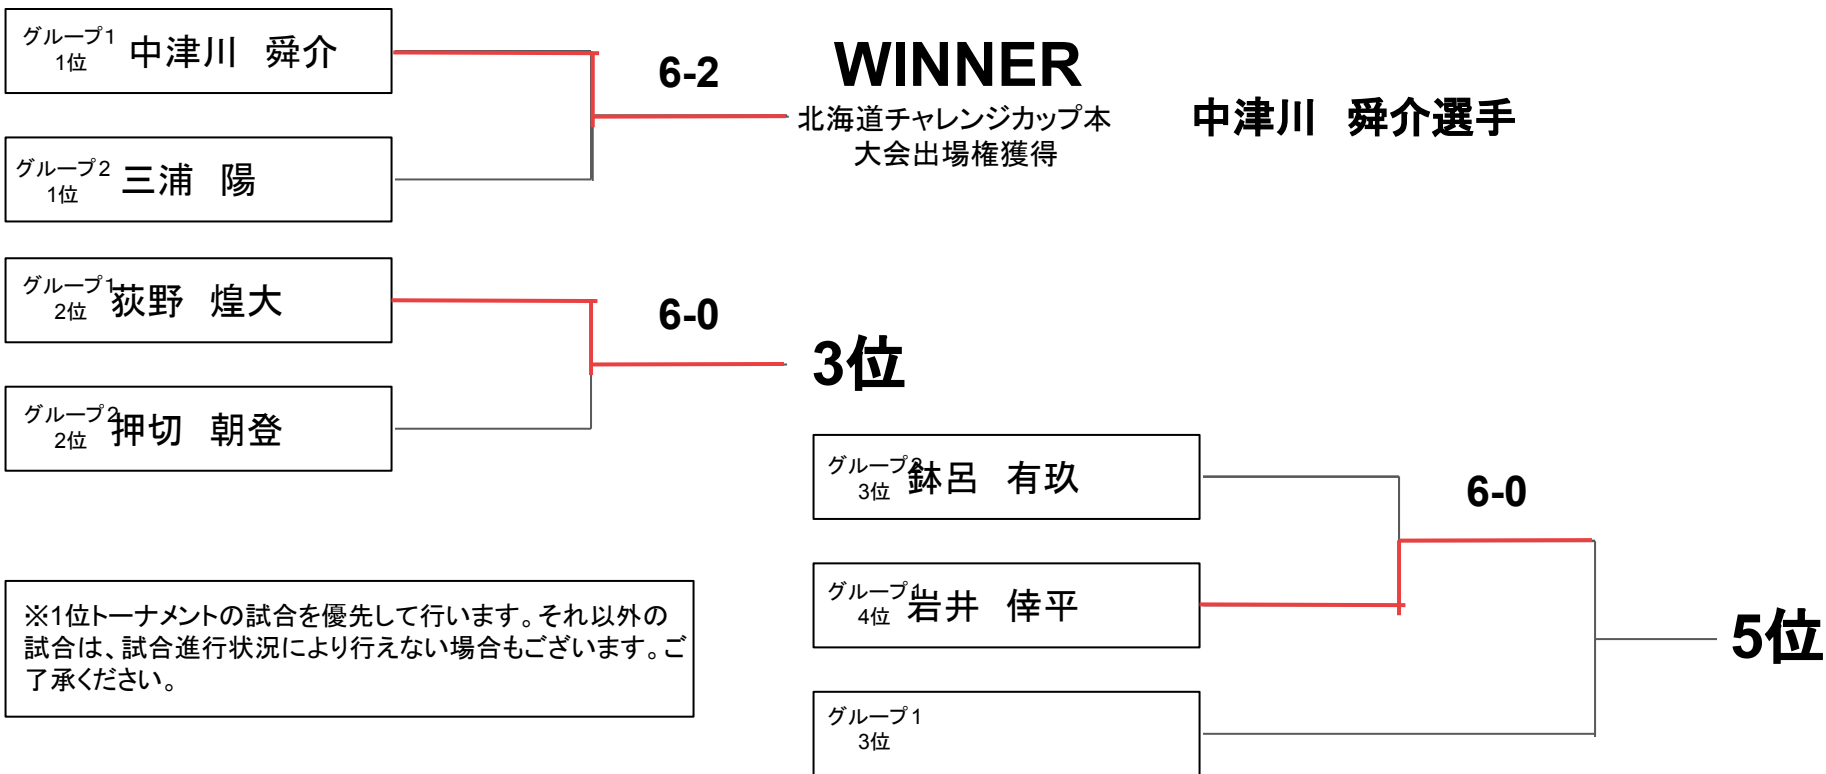 グループ1
1位
中津川 舜介
6-2
WINNER
北海道チャレンジカップ本
大会出場権獲得
中津川 舜介選手
グループ2
1位
三浦 陽
グループ1
2位
荻野 煌大
6-0
3位
グループ2
2位
押切 朝登
グループ2
3位
鉢呂 有玖
6-0
グループ1
4位
岩井 倖平
5位
グループ1
3位
※1位トーナメントの試合を優先して行います。それ以外の
試合は、試合進行状況により行えない場合もございます。ご
了承ください。